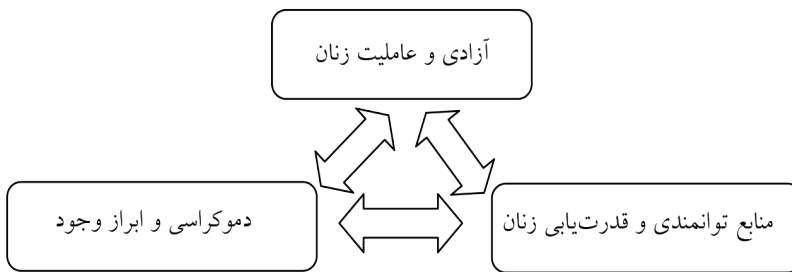 آزادی و عاملیت زنان
منابع توانمندی و قدرت‌یابی زنان
دموکراسی و ابراز وجود